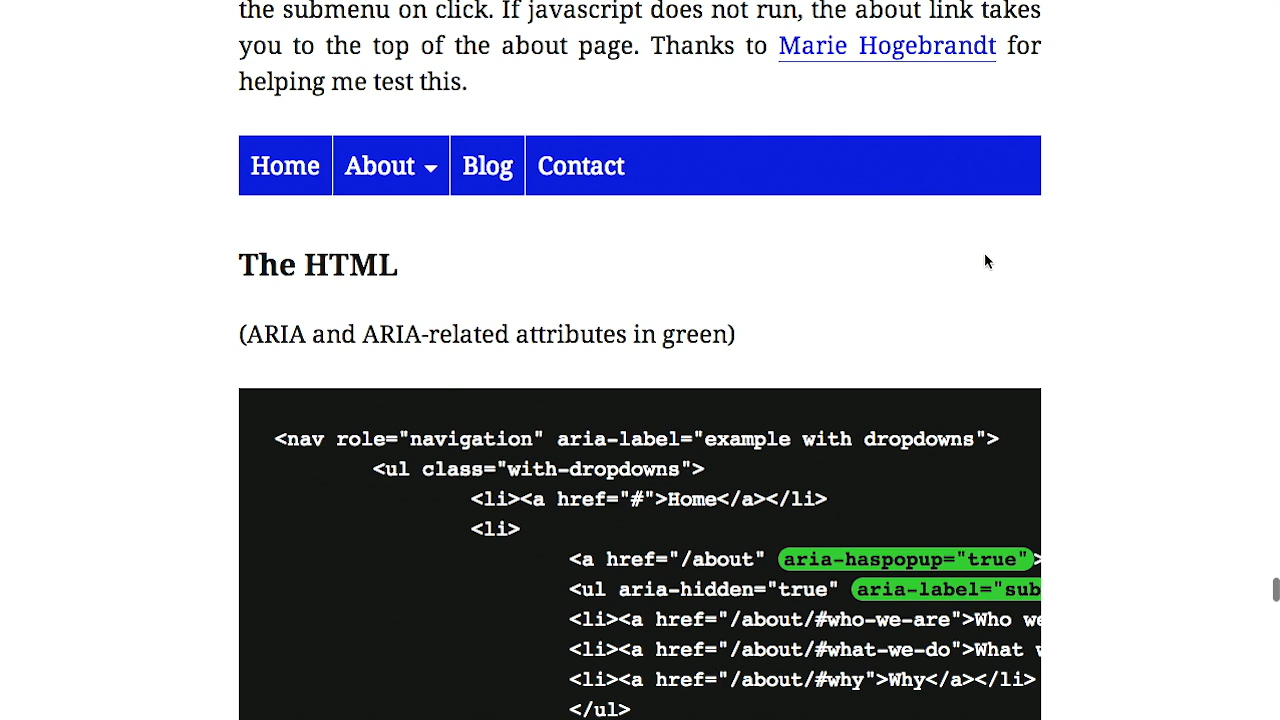 the submenu on click. If javascript does not run, the about link takes
you to the top of the about page. Thanks to Marie Hogebrandt for
helping me test this.
Home About Blog Contact
The HTML
(ARIA and ARIA-related attributes in green)
<nav role="navigation" aria-label="example with dropdowns">
<ul class="with-dropdowns">
<li><a href="#">Home</a></li>
<li>
<a href="/about" aria-haspopup="true">
<ul aria-hidden="true" aria-label="sub
<li><a href="/about/#who-we-are">Who we
<li><a href="/about/#what-we-do">What
<li><a href="/about/#why">Why</a></li>
</ul>